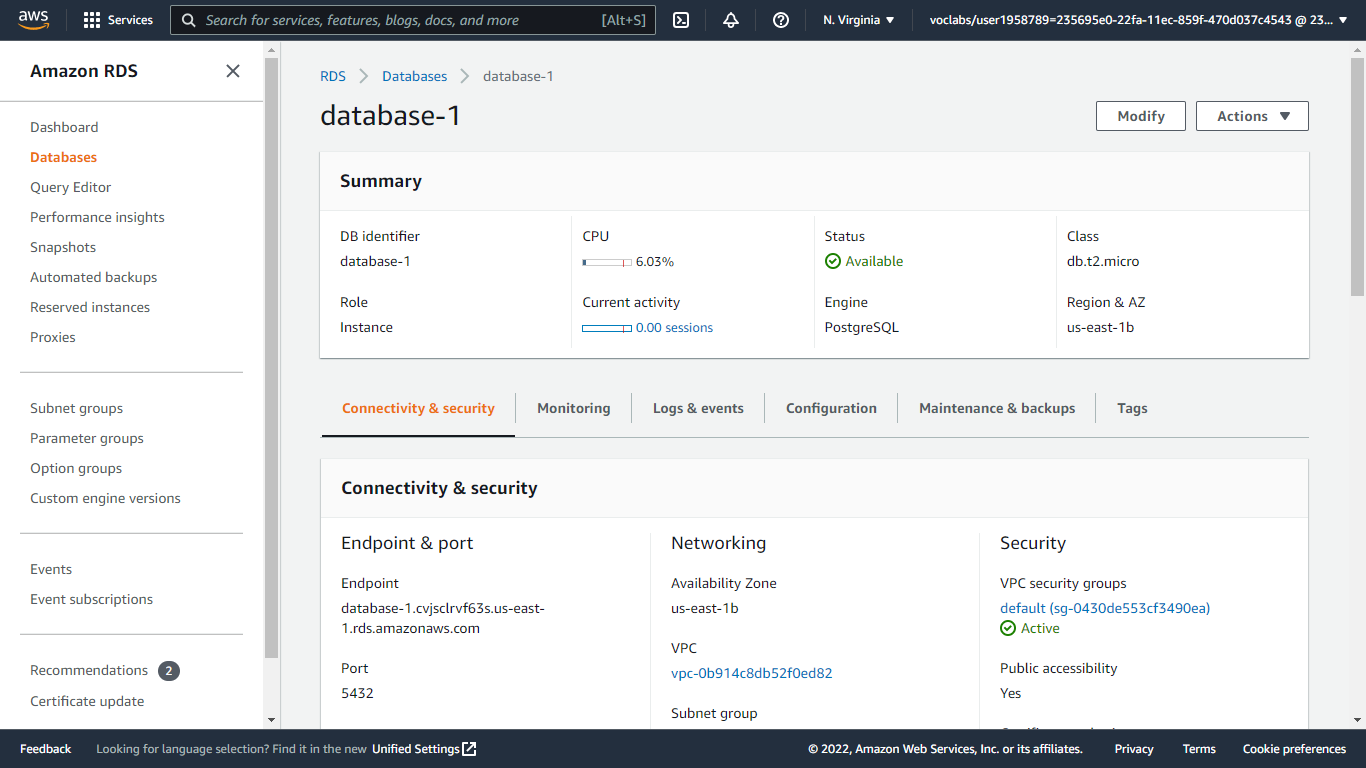 aws
Services
Search for services, features, blogs, docs, and more [Alt+S]
N. Virginia
voclabs/user1958789=235695e0-22fa-11ec-859f-470d037c4543 @ 23...
Amazon RDS
Dashboard
Databases
Query Editor
Performance insights
Snapshots
Automated backups
Reserved instances
Proxies
Subnet groups
Parameter groups
Option groups
Custom engine versions
Events
Event subscriptions
Recommendations 2
Certificate update
RDS
Databases
database-1
database-1
Modify
Actions
Summary
DB identifier
database-1
CPU
6.03%
Status
Available
Class
db.t2.micro
Role
Instance
Current activity
0.00 sessions
Engine
PostgreSQL
Region & AZ
us-east-1b
Connectivity & security
Monitoring
Logs & events
Configuration
Maintenance & backups
Tags
Connectivity & security
Endpoint & port
Endpoint
database-1.cvjsclrvf63s.us-east-
1.rds.amazonaws.com
Port
5432
Networking
Availability Zone
us-east-1b
VPC
vpc-0b914c8db52f0ed82
Subnet group
Security
VPC security groups
default (sg-0430de553cf3490ea)
Active
Public accessibility
Yes
Feedback
Looking for language selection? Find it in the new Unified Settings
© 2022, Amazon Web Services, Inc. or its affiliates.
Privacy
Terms
Cookie preferences